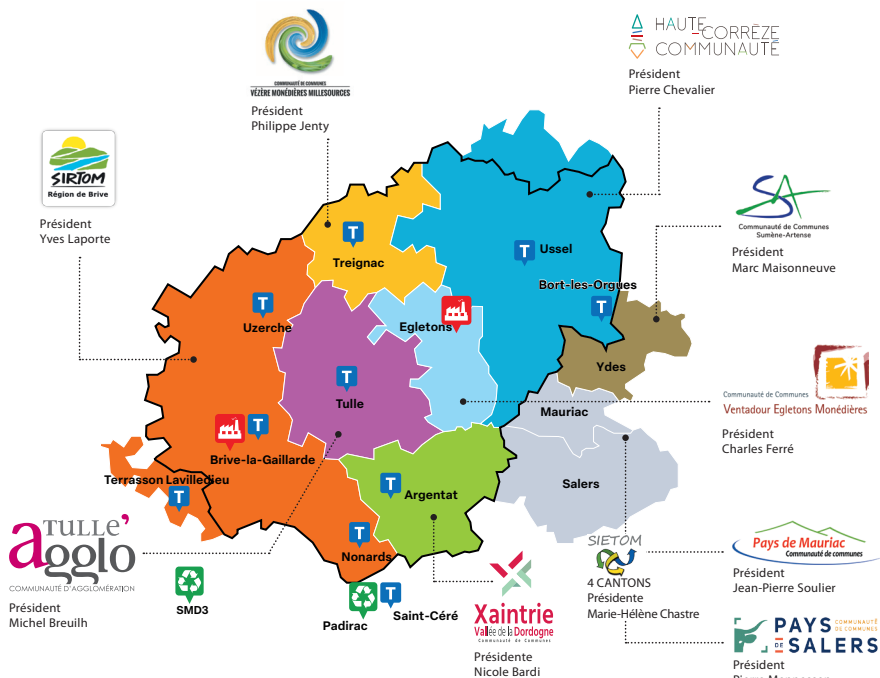 COMMUNAUTÉ DE COMMUNES
VÉZÈRE MONÉDIÈRES MILLESOURCES
Président
Philippe Jenty
HAUTE
-CORRÈZE
COMMUNAUTÉ
Président
Pierre Chevalier
SIRTOM
Région de Brive
Président
Yves Laporte
SA
Communauté de Communes
Sumène-Artense
Président
Marc Maisonneuve
T
Treignac
T
Ussel
Bort-les-Orgues
T
T
Uzerche
Egletons
Ydes
T
Tulle
Mauriac
Communauté de Communes
Ventadour Egletons Monédières
Président
Charles Ferré
T
Brive-la-Gaillarde
Terrasson Lavilledieu
T
T
Argentat
Salers
T
Nonards
TULLE'
agglo
COMMUNAUTÉ D'AGGLOMÉRATION
Président
Michel Breuilh
SMD3
Padirac
T
Saint-Céré
Xaintrie
Vallée de la Dordogne
Communauté de Communes
Présidente
Nicole Bardi
SIETOM
4 CANTONS
Présidente
Marie-Hélène Chastre
Pays de Mauriac
Communauté de communes
Président
Jean-Pierre Soulier
PAYS
COMMUNAUTÉ
DE COMMUNES
DE
SALERS
Président